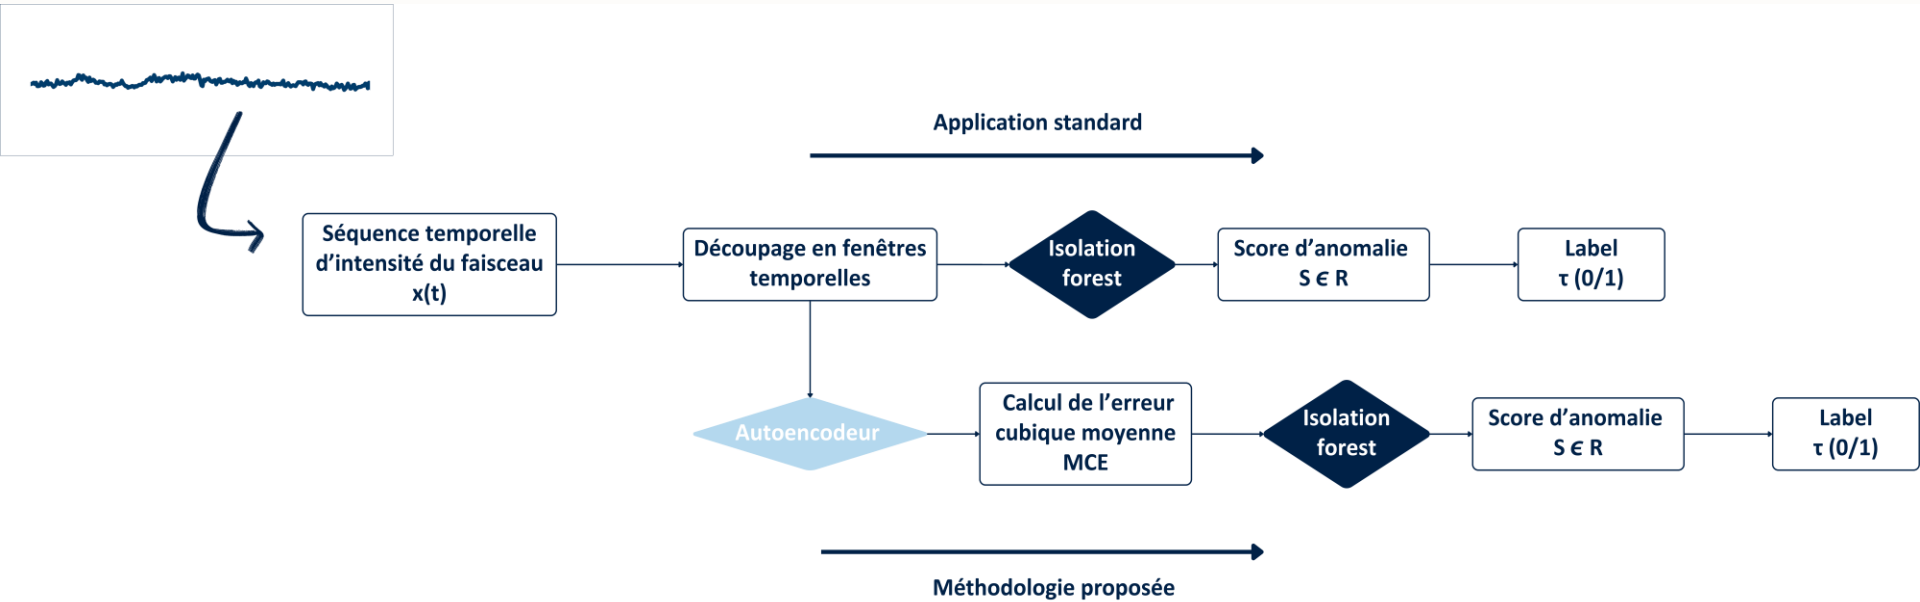 Application standard
Séquence temporelle
d’intensité du faisceau
x(t)
Découpage en fenêtres
temporelles
Isolation
forest
Score d’anomalie
S ϵ R
Label
τ (0/1)
Autoencodeur
Calcul de l’erreur
cubique moyenne
MCE
Isolation
forest
Score d’anomalie
S ϵ R
Label
τ (0/1)
Méthodologie proposée